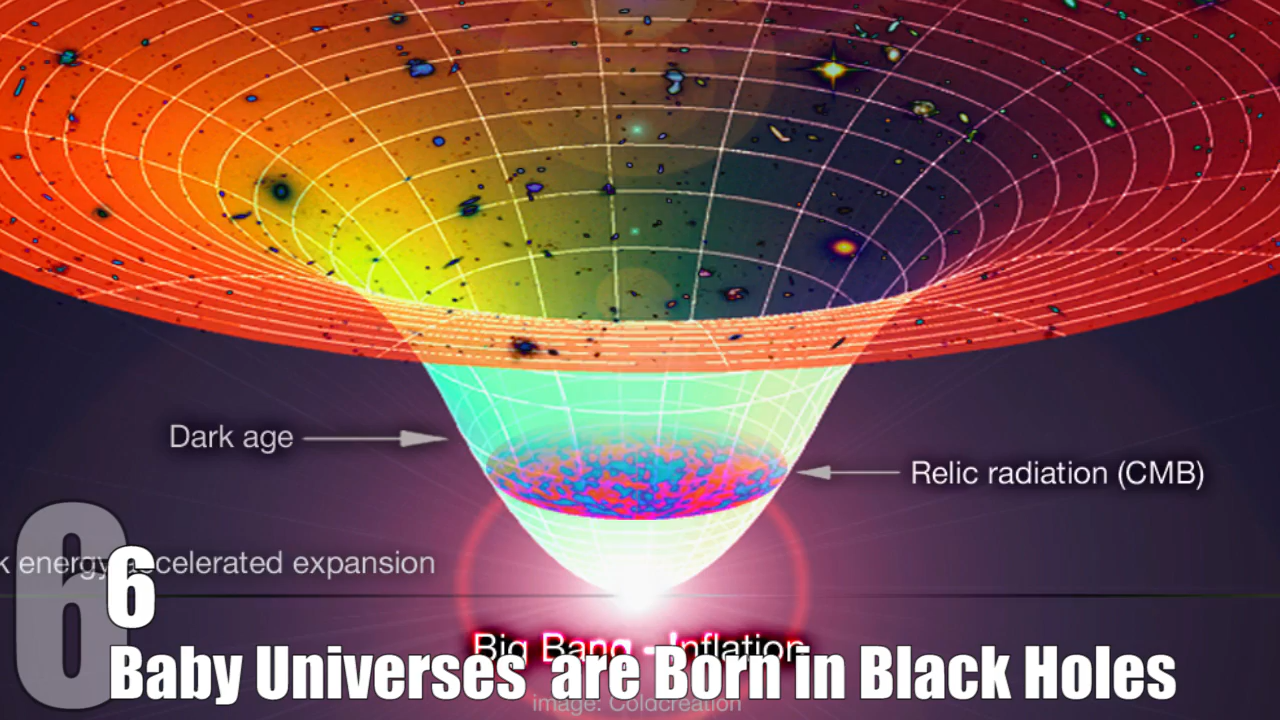 Dark age
Relic radiation (CMB)
k energy accelerated expansion
6
6
Big Bang - Inflation
Baby Universes  are Born in Black Holes
image: Coldcreation